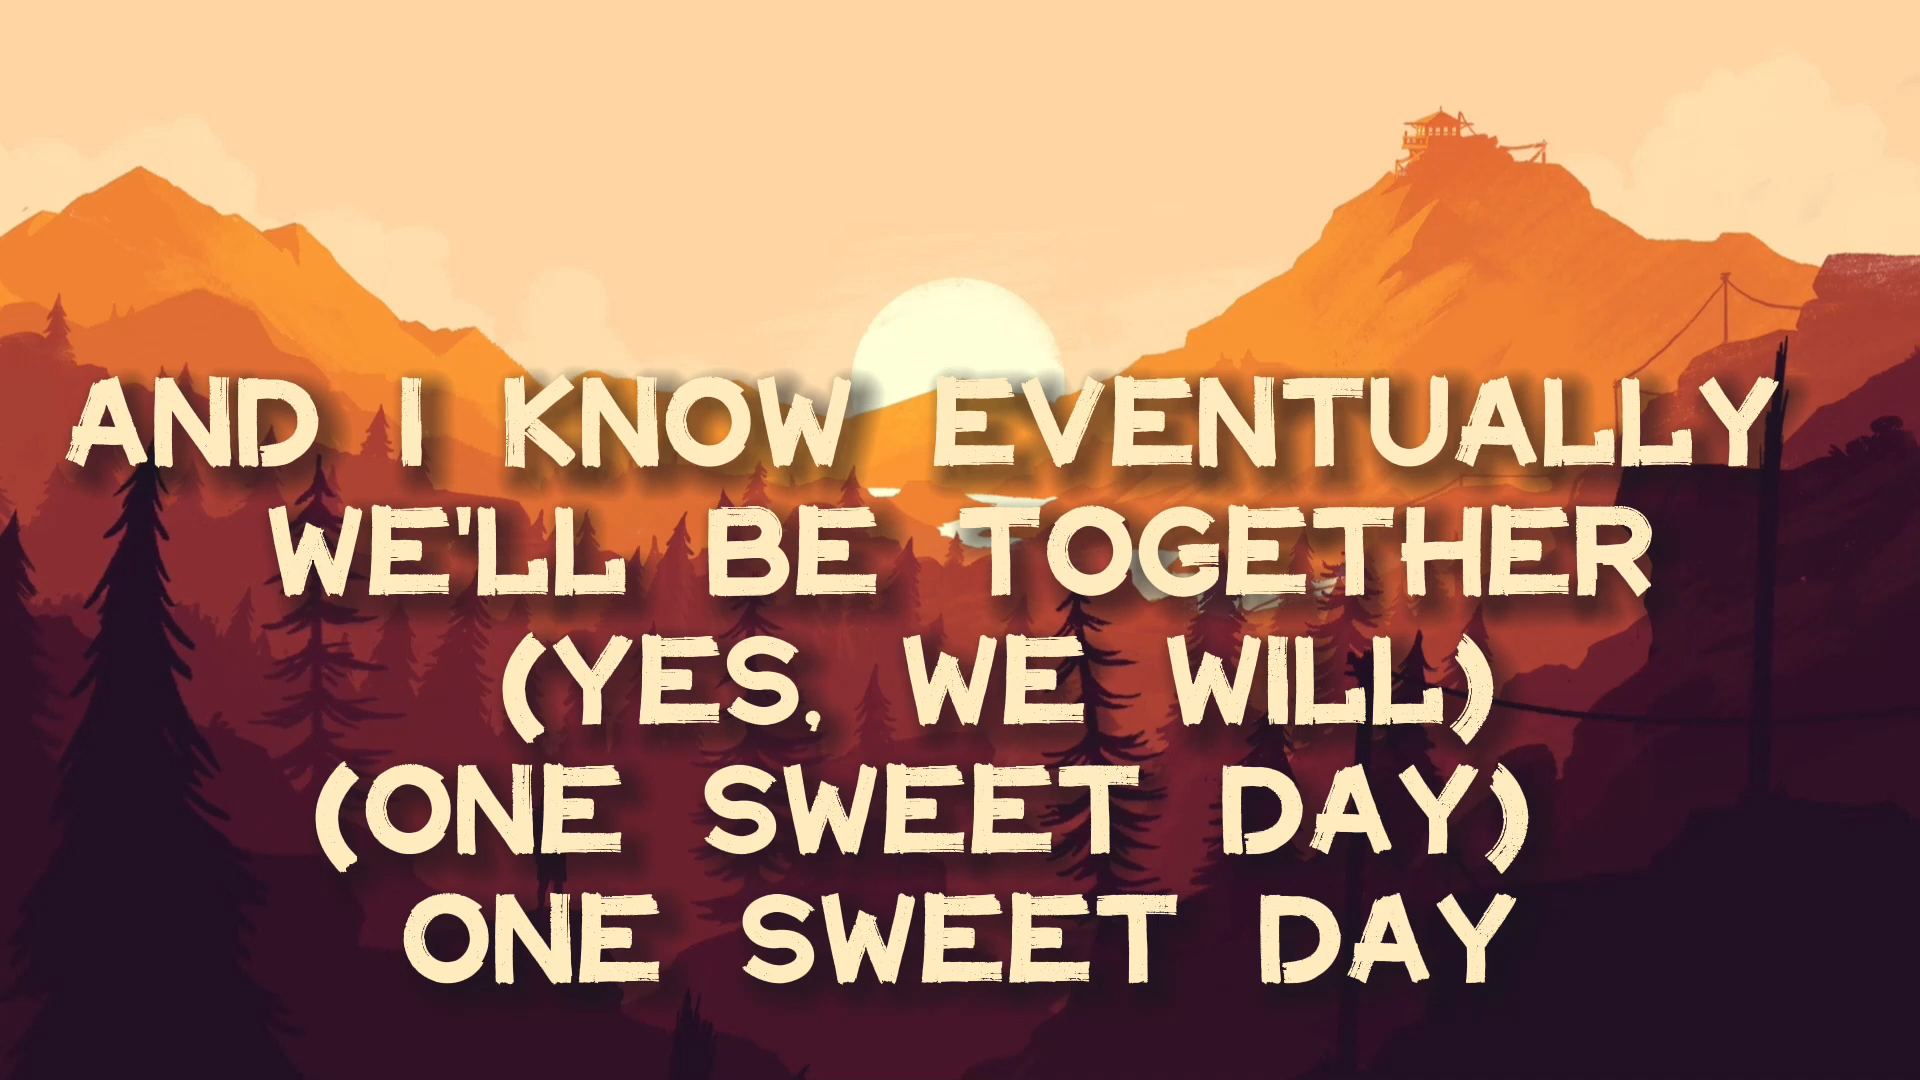 AND I KNOW EVENTUALLY
WE'LL BE TOGETHER
(YES, WE WILL)
(ONE SWEET DAY)
ONE SWEET DAY